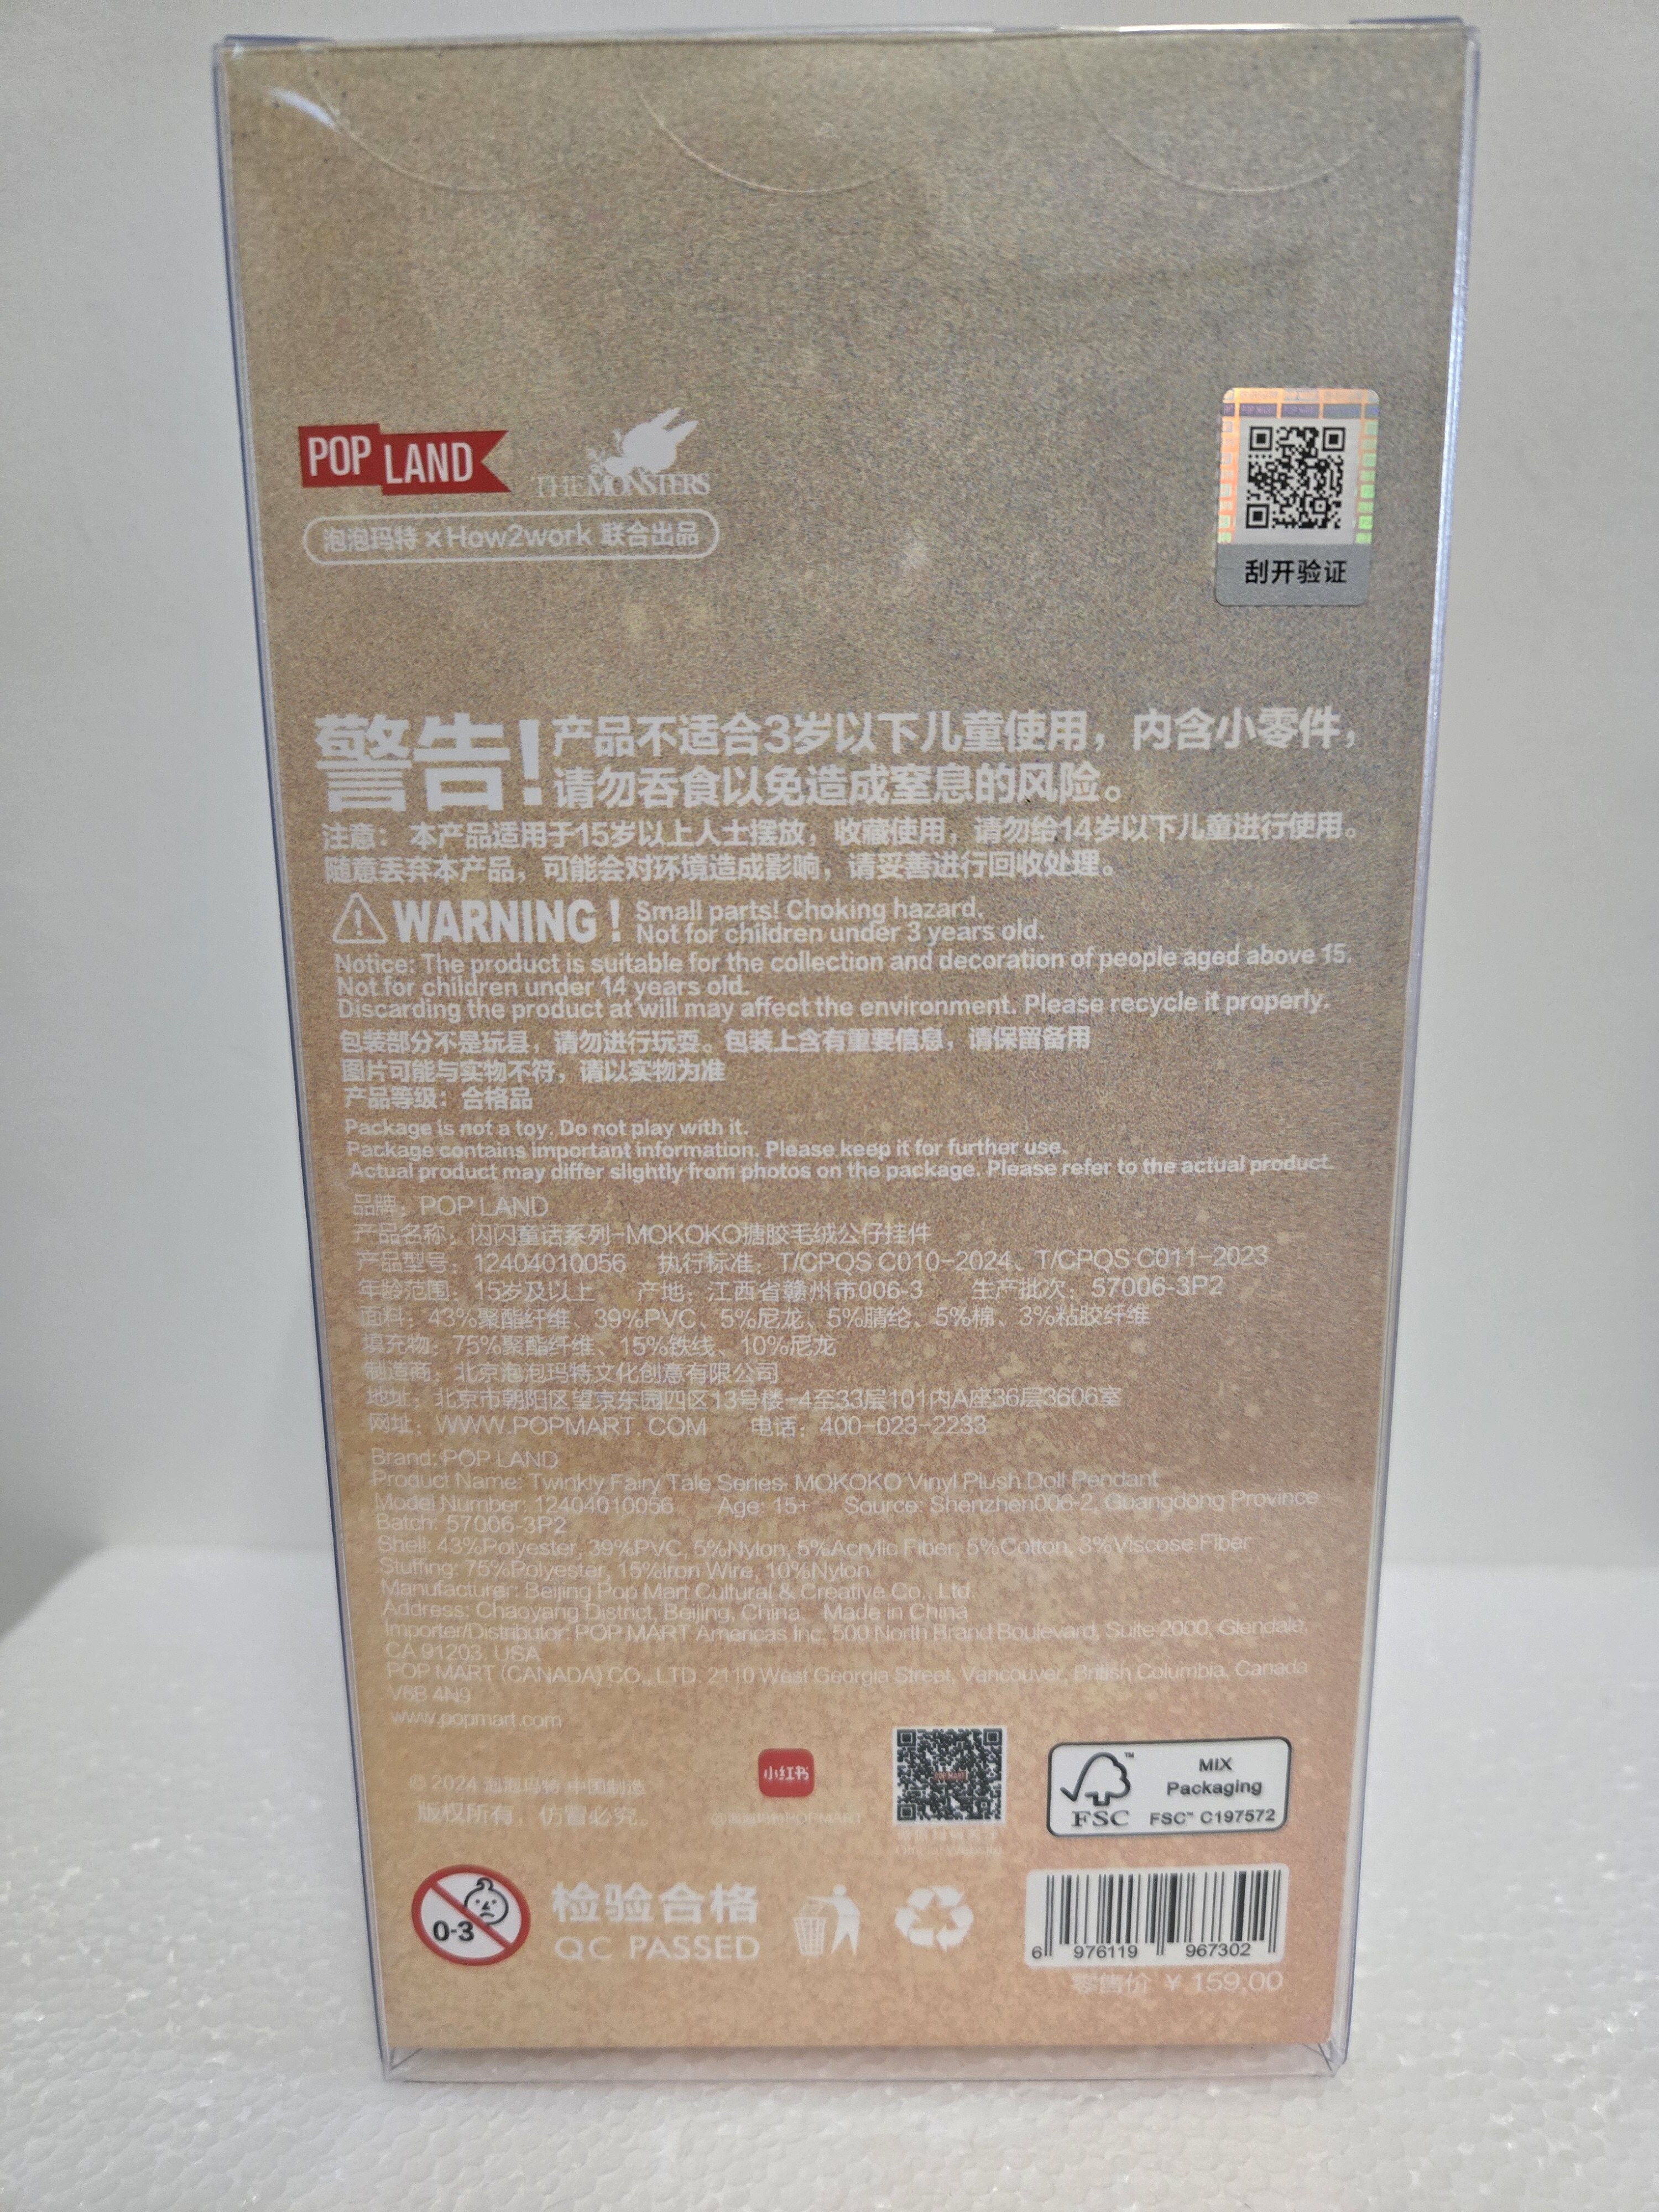 POP LAND
THE MONSTERS
泡泡玛特 x How2work 联合出品
刮开验证
警告!
产品不适合3岁以下儿童使用，内含小零件，
请勿吞食以免造成窒息的风险。
注意：本产品适用于15岁以上人士摆放，收藏使用，请勿给14岁以下儿童进行使用。
随意丢弃本产品，可能会对环境造成影响，请妥善进行回收处理。
WARNING!
Small parts! Choking hazard.
Not for children under 3 years old.
Notice: The product is suitable for the collection and decoration of people aged above 15.
Not for children under 14 years old.
Discarding the product at will may affect the environment. Please recycle it properly.
包装部分不是玩具，请勿进行玩耍。包装上含有重要信息，请保留备用
图片可能与实物不符，请以实物为准
产品等级：合格品
Package is not a toy. Do not play with it.
Package contains important information. Please keep it for further use.
Actual product may differ slightly from photos on the package. Please refer to the actual product.
品牌：POP LAND
产品名称：闪闪童话系列-MOKOKO搪胶毛绒公仔挂件
产品型号：12404010056 执行标准：T/CPQS C010-2024、T/CPQS C011-2023
年龄范围：15岁及以上 产地：江西省赣州市006-3 生产批次：57006-3P2
面料：43%聚酯纤维、39%PVC、5%尼龙、5%腈纶、5%棉、3%粘胶纤维
填充物：75%聚酯纤维、15%铁线、10%尼龙
制造商：北京泡泡玛特文化创意有限公司
地址：北京市朝阳区望京东园四区13号楼-4至33层101内A座36层3606室
网址：WWW.POPMART.COM 电话：400-023-2233
Brand: POP LAND
Product Name: Twinkly Fairy Tale Series- MOKOKO Vinyl Plush Doll Pendant
Model Number: 12404010056 Age: 15+ Source: Shenzhen006-2, Guangdong Province
Batch: 57006-3P2
Shell: 43%Polyester, 39%PVC, 5%Nylon, 5%Acrylic Fiber, 5%Cotton, 3%Viscose Fiber
Stuffing: 75%Polyester, 15%Iron Wire, 10%Nylon
Manufacturer: Beijing Pop Mart Cultural & Creative Co., Ltd.
Address: Chaoyang District, Beijing, China Made in China
Importer/Distributor: POP MART Americas Inc. 500 North Brand Boulevard, Suite 2000, Glendale,
CA 91203, USA
POP MART (CANADA) CO., LTD. 2110 West Georgia Street, Vancouver, British Columbia, Canada
V6B 4N9
www.popmart.com
© 2024 泡泡玛特 中国制造
版权所有，仿冒必究。
小红书
POP MART
FSC™
MIX
Packaging
FSC™ C197572
0-3
检验合格
QC PASSED
6 976119 967302
零售价 ￥159.00